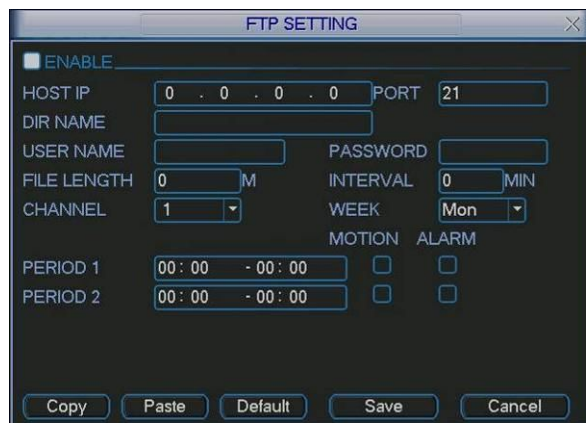 FTP SETTING
ENABLE
HOST IP 0 . 0 . 0 . 0 PORT 21
DIR NAME
USER NAME PASSWORD
FILE LENGTH 0 M INTERVAL 0 MIN
CHANNEL 1 WEEK Mon
MOTION ALARM
PERIOD 1 00 : 00 - 00 : 00
PERIOD 2 00 : 00 - 00 : 00
Copy Paste Default Save Cancel